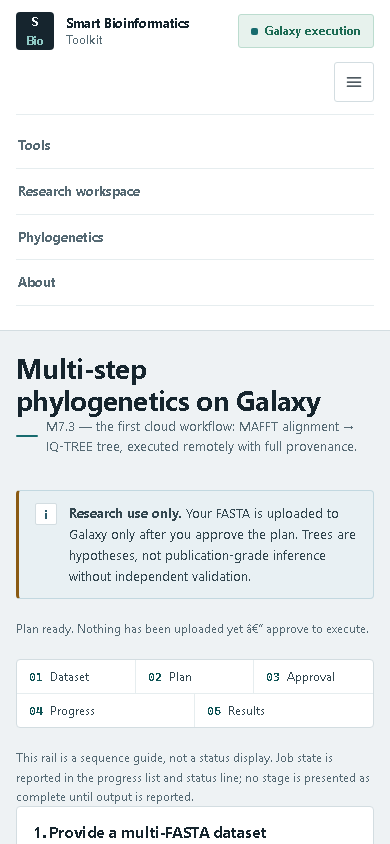 S
Bio
Smart Bioinformatics
Toolkit
Galaxy execution
Tools
Research workspace
Phylogenetics
About
Multi-step
phylogenetics on Galaxy
M7.3 — the first cloud workflow: MAFFT alignment →
IQ-TREE tree, executed remotely with full provenance.
i
Research use only. Your FASTA is uploaded to
Galaxy only after you approve the plan. Trees are
hypotheses, not publication-grade inference
without independent validation.
Plan ready. Nothing has been uploaded yet â€“ approve to execute.
01 Dataset
02 Plan
03 Approval
04 Progress
05 Results
This rail is a sequence guide, not a status display. Job state is
reported in the progress list and status line; no stage is presented as
complete until output is reported.
1. Provide a multi-FASTA dataset